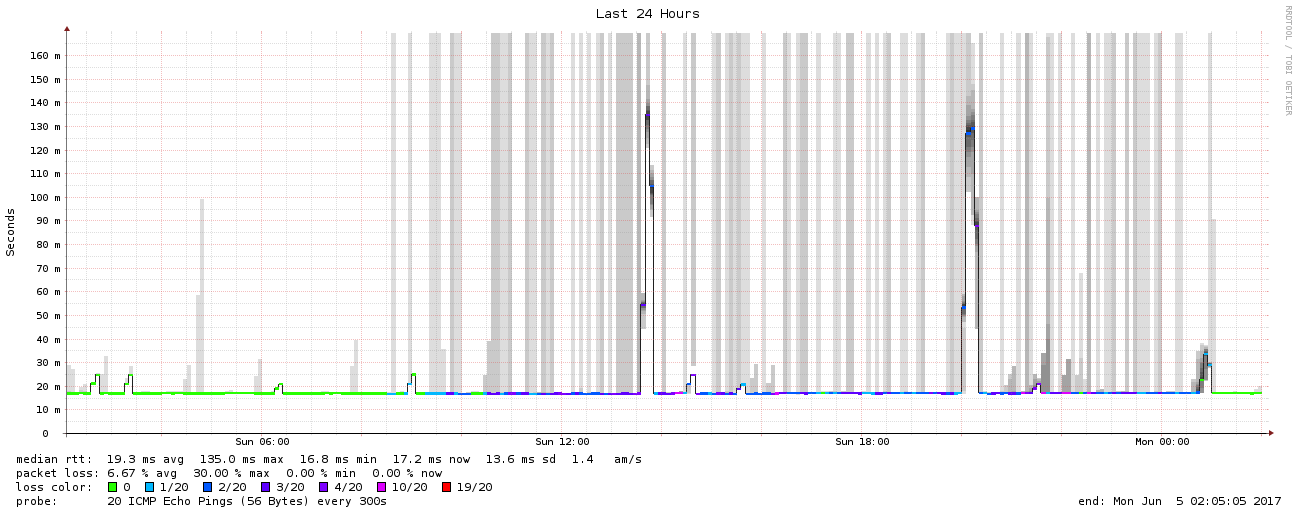 Last 24 Hours
RRDTOOL / TOBI OETIKER
Seconds
160 m
150 m
140 m
130 m
120 m
110 m
100 m
90 m
80 m
70 m
60 m
50 m
40 m
30 m
20 m
10 m
0
Sun 06:00 Sun 12:00 Sun 18:00 Mon 00:00
median rtt: 19.3 ms avg 135.0 ms max 16.8 ms min 17.2 ms now 13.6 ms sd 1.4 am/s
packet loss: 6.67 % avg 30.00 % max 0.00 % min 0.00 % now
loss color: 0 1/20 2/20 3/20 4/20 10/20 19/20
probe: 20 ICMP Echo Pings (56 Bytes) every 300s end: Mon Jun 5 02:05:05 2017